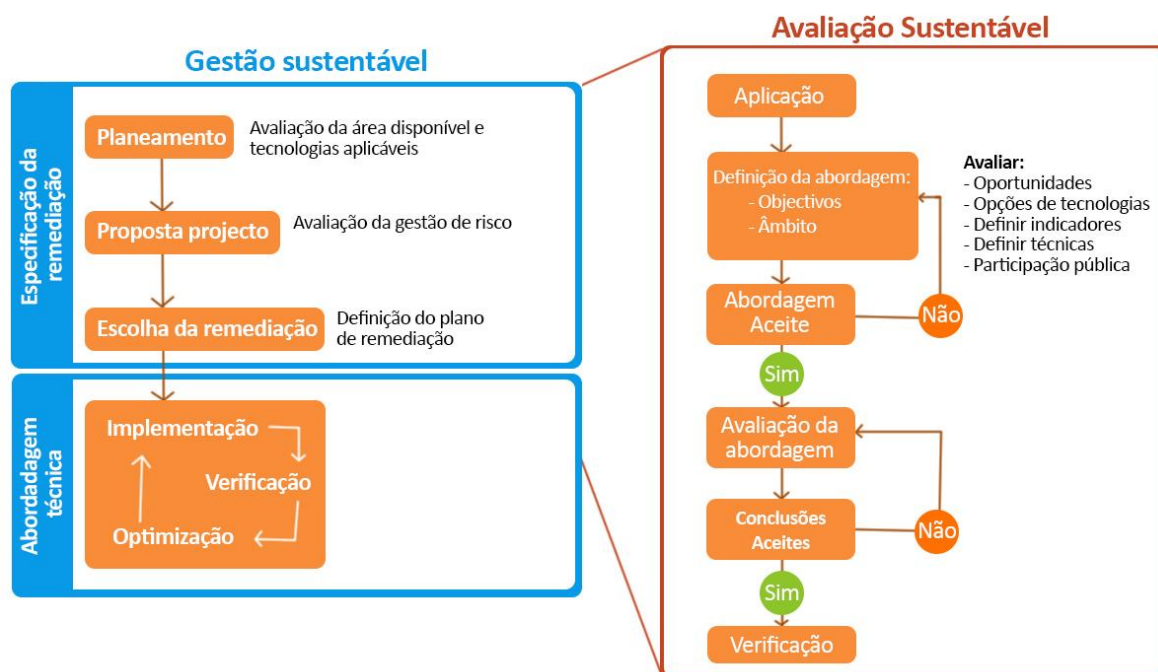 Gestão sustentável
Especificação da
remediação
Planeamento
Avaliação da área disponível e
tecnologias aplicáveis
Proposta projecto
Avaliação da gestão de risco
Escolha da remediação
Definição do plano
de remediação
Abordadagem
técnica
Implementação
Verificação
Optimização
Avaliação Sustentável
Aplicação
Definição da abordagem:
- Objectivos
- Âmbito
Avaliar:
- Oportunidades
- Opções de tecnologias
- Definir indicadores
- Definir técnicas
- Participação pública
Abordagem
Aceite
Não
Sim
Avaliação da
abordagem
Conclusões
Aceites
Não
Sim
Verificação